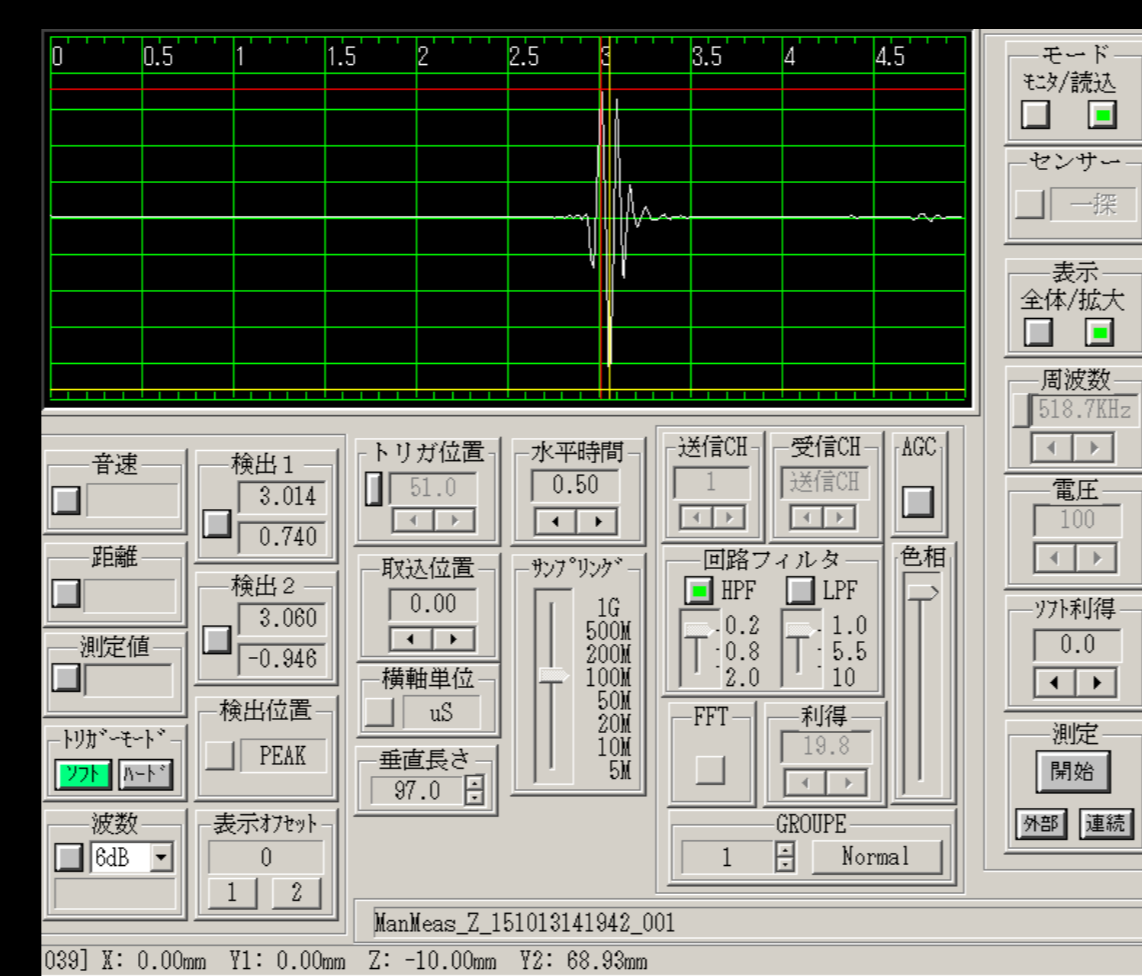 0 0.5 1 1.5 2 2.5 3 3.5 4 4.5
モード
ﾓﾆﾀ/読込
センサー
一探
表示
全体/拡大
周波数
518.7KHz
電圧
100
ｿﾌﾄ利得
0.0
測定
開始
外部 連続
音速
距離
測定値
ﾄﾘｶﾞｰﾓｰﾄﾞ
ｿﾌﾄ ﾊｰﾄﾞ
波数
6dB
検出1
3.014
0.740
検出2
3.060
-0.946
検出位置
PEAK
表示ｵﾌｾｯﾄ
0
1 2
トリガ位置
51.0
取込位置
0.00
横軸単位
uS
垂直長さ
97.0
水平時間
0.50
ｻﾝﾌﾟﾘﾝｸﾞ
1G
500M
200M
100M
50M
20M
10M
5M
送信CH
1
受信CH
送信CH
AGC
回路フィルタ
HPF LPF
0.2 1.0
0.8 5.5
2.0 10
色相
FFT
利得
19.8
GROUPE
1 Normal
ManMeas_Z_151013141942_001
039] X: 0.00mm Y1: 0.00mm Z: -10.00mm Y2: 68.93mm